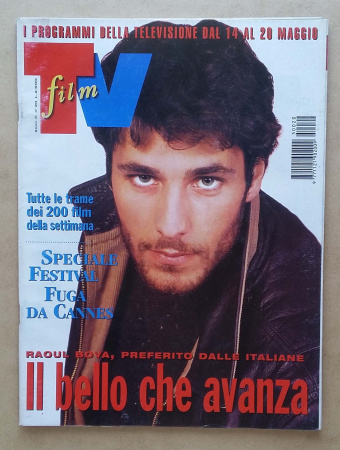 I PROGRAMMI DELLA TELEVISIONE DAL 14 AL 20 MAGGIO
TV
film
Tutte le trame
dei 200 film
della settimana
SPECIALE
FESTIVAL
FUGA
DA CANNES
RAOUL BOVA, PREFERITO DALLE ITALIANE
Il bello che avanza